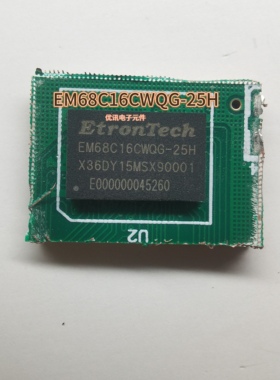 EM68C16CWQG-25H
优讯电子元件
EtronTech
EM68C16CWQG-25H
X36DY15MSX90001
E000000045260
U2